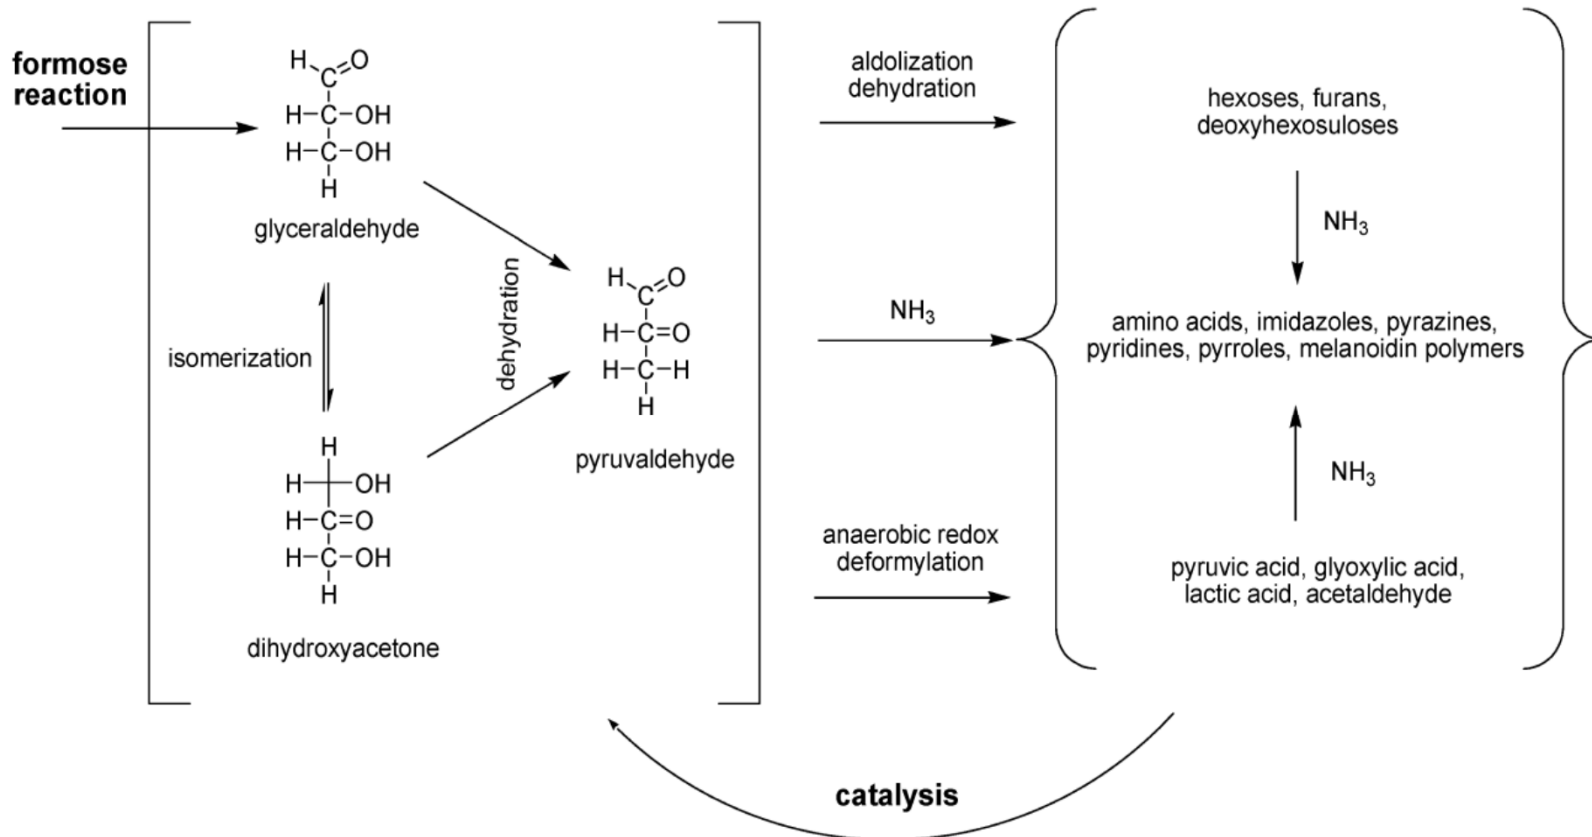 formose
reaction
H C=O
H-C-OH
H-C-OH
H
glyceraldehyde
isomerization
H
H OH
H-C=O
H-C-OH
H
dihydroxyacetone
dehydration
H C=O
H-C=O
H-C-H
H
pyruvaldehyde
aldolization
dehydration
NH₃
anaerobic redox
deformylation
hexoses, furans,
deoxyhexosuloses
NH₃
amino acids, imidazoles, pyrazines,
pyridines, pyrroles, melanoidin polymers
NH₃
pyruvic acid, glyoxylic acid,
lactic acid, acetaldehyde
catalysis